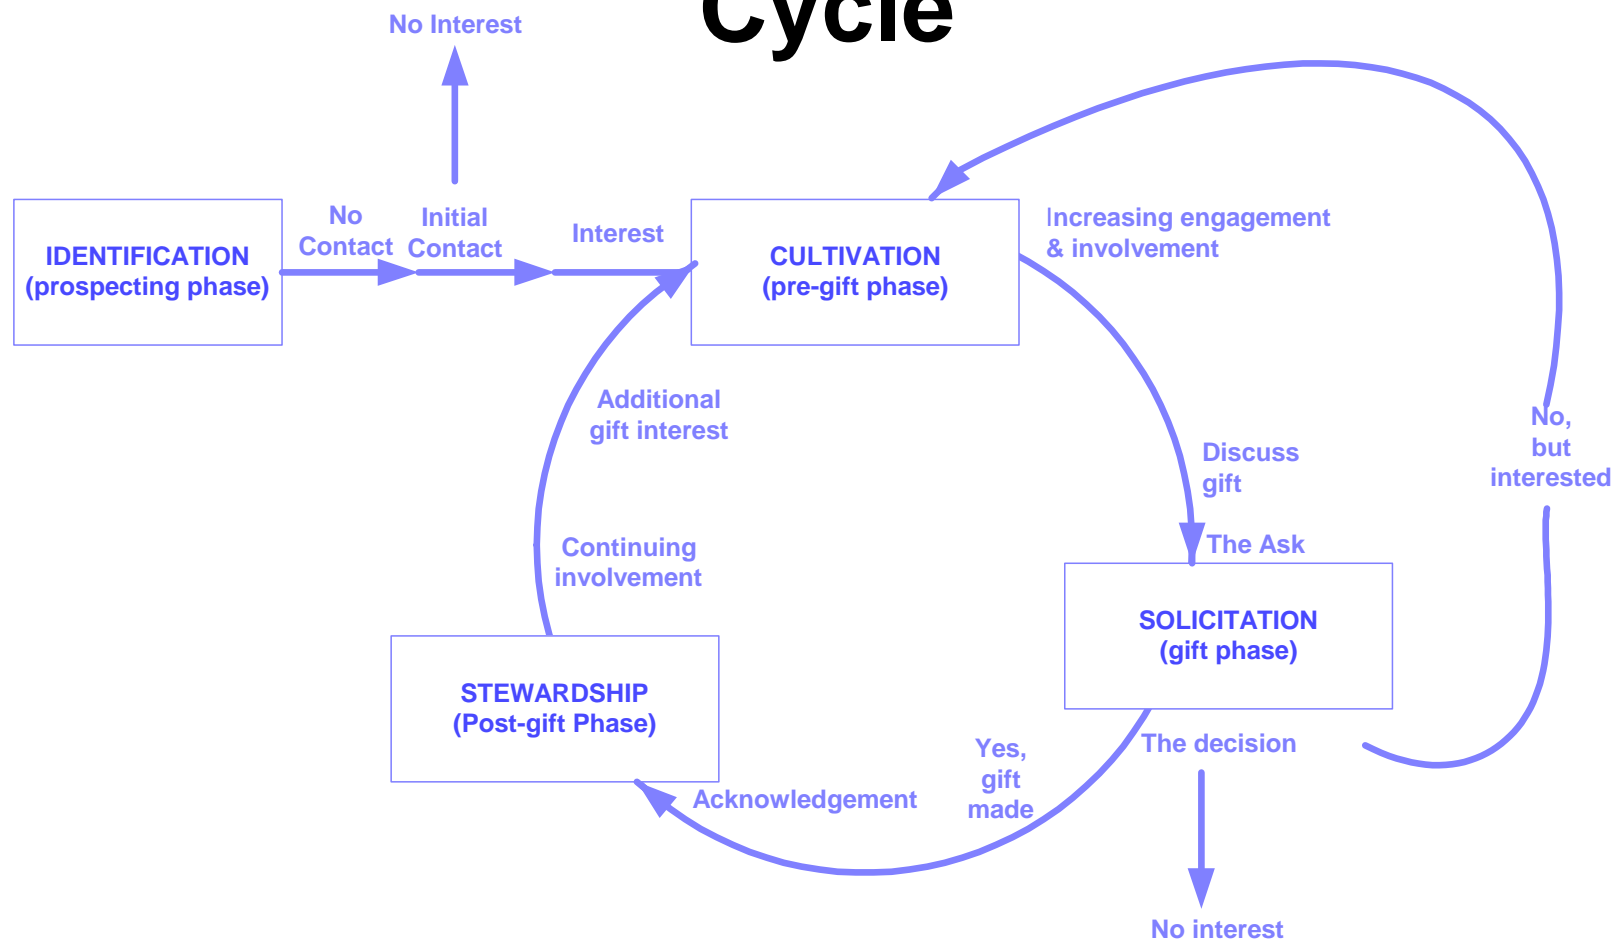 Cycle
No Interest
No
Contact
Initial
Contact
Interest
IDENTIFICATION
(prospecting phase)
CULTIVATION
(pre-gift phase)
Increasing engagement
& involvement
Additional
gift interest
Discuss
gift
No,
but
interested
Continuing
involvement
The Ask
SOLICITATION
(gift phase)
STEWARDSHIP
(Post-gift Phase)
The decision
Yes,
gift
made
Acknowledgement
No interest